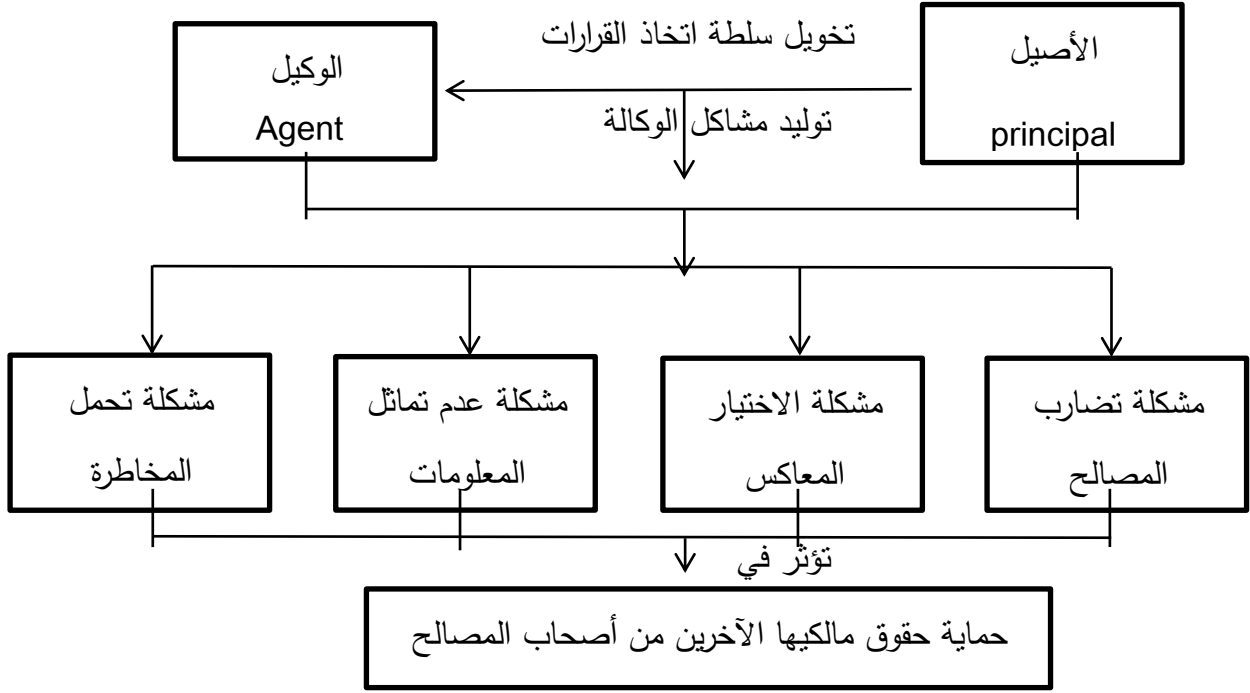 الأصيل
principal
تخويل سلطة اتخاذ القرارات
توليد مشاكل الوكالة
الوكيل
Agent
مشكلة تضارب
المصالح
مشكلة الاختيار
المعاكس
مشكلة عدم تماثل
المعلومات
مشكلة تحمل
المخاطرة
تؤثر في
حماية حقوق مالكيها الآخرين من أصحاب المصالح